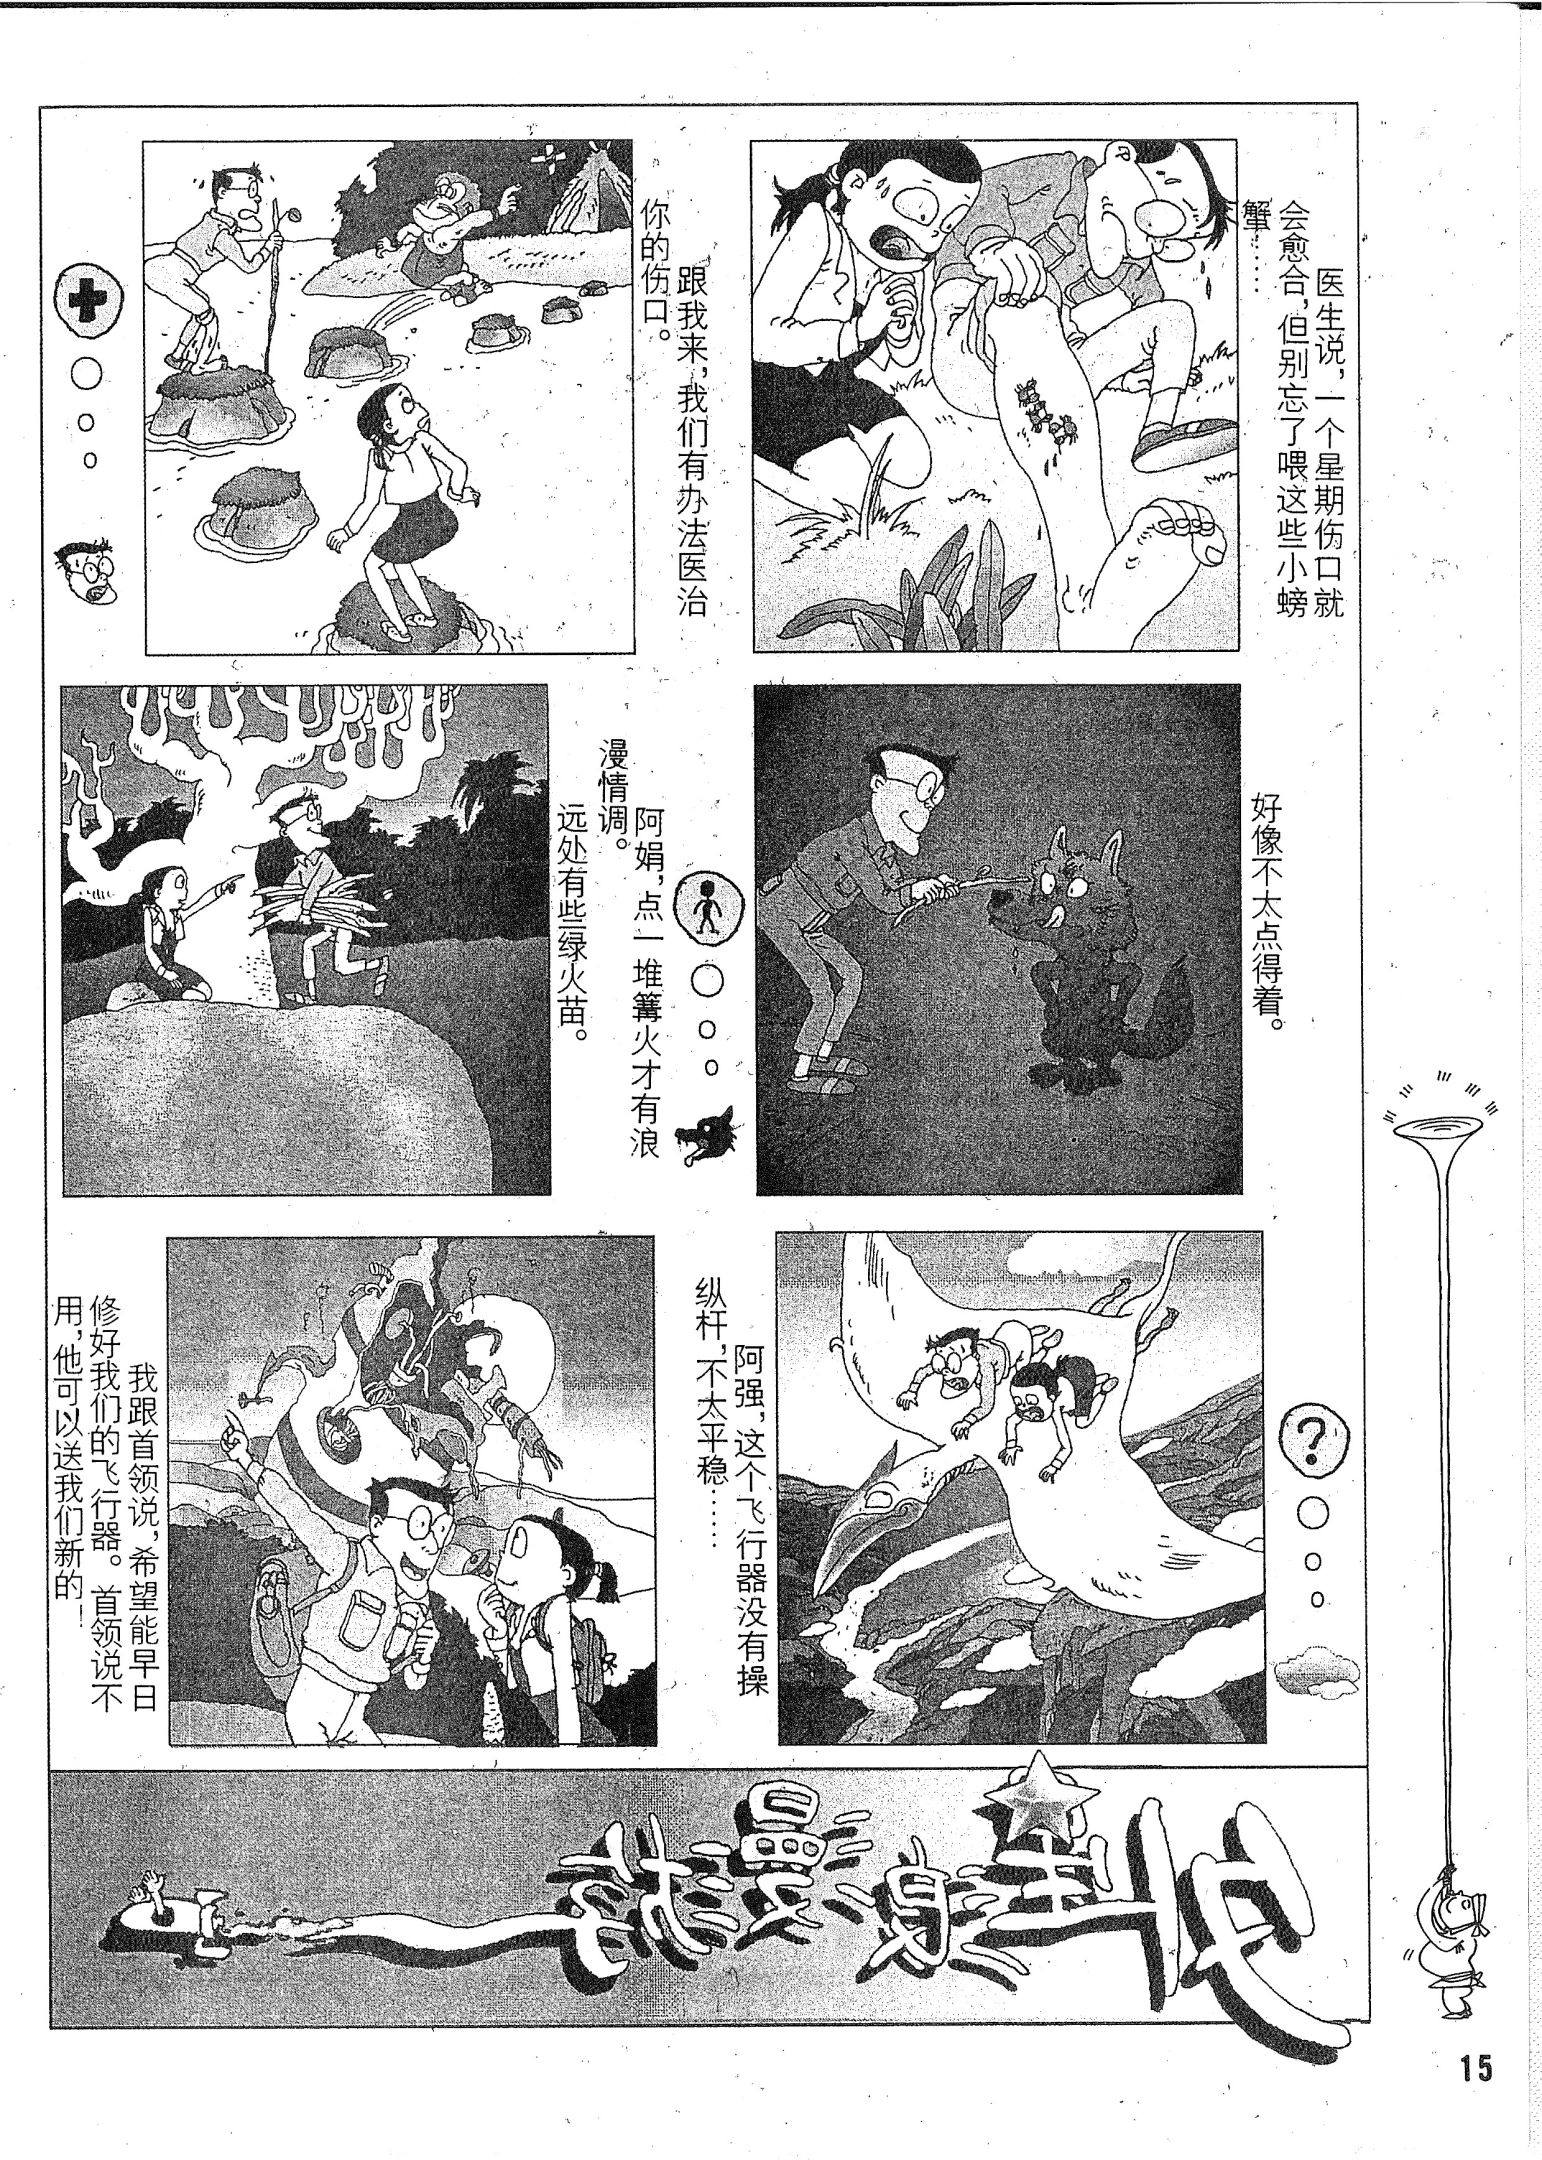 跟我来，我们有办法医治
你的伤口。
医生说，一个星期伤口就
会愈合，但别忘了喂这些小螃
蟹……
阿娟，点一堆篝火才有浪
漫情调。
远处有些绿火苗。
好像不太点得着。
我跟首领说，希望能早日
修好我们的飞行器。首领说不
用，他可以送我们新的！
阿强，这个飞行器没有操
纵杆，不太平稳……
?
浪漫
15